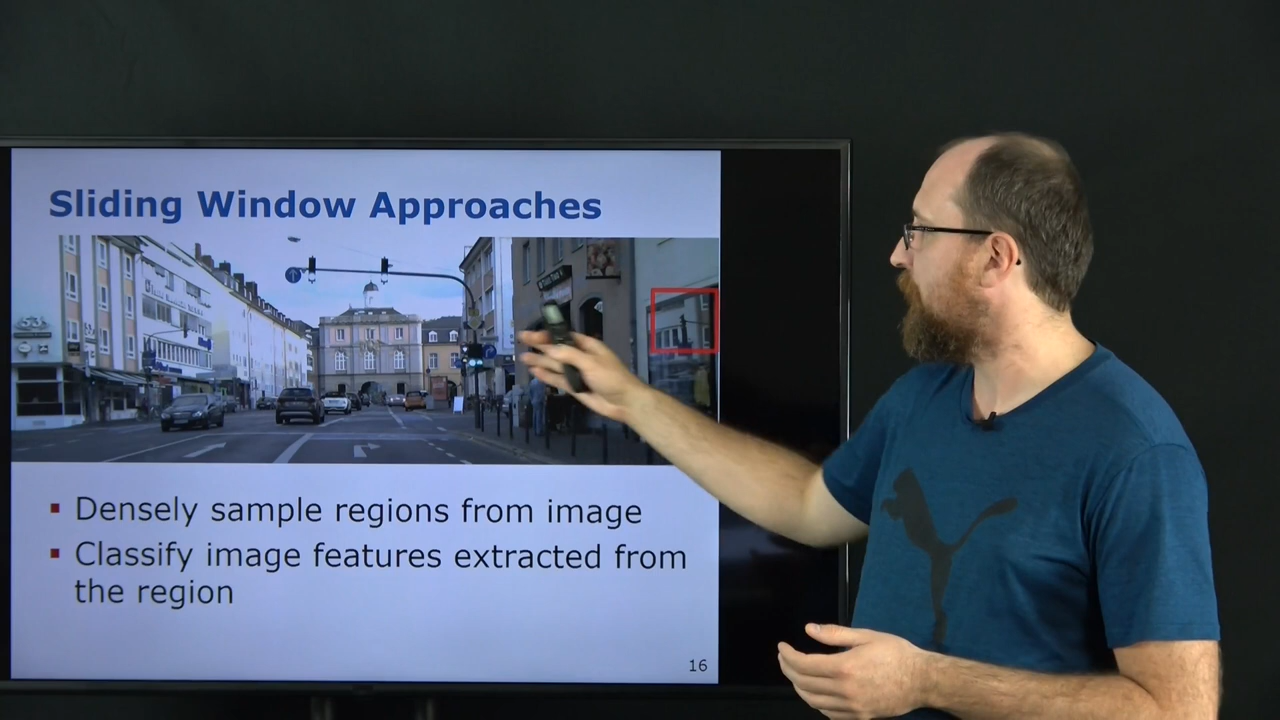 Sliding Window Approaches
▪ Densely sample regions from image
▪ Classify image features extracted from
the region
16